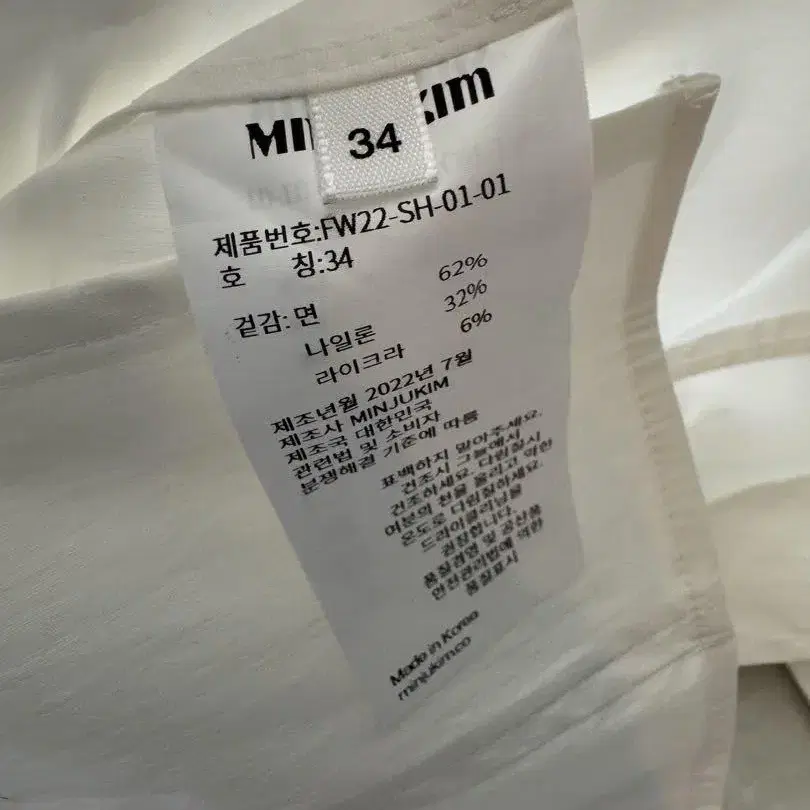 MINJUKIM
34
제품번호:FW22-SH-01-01
호 칭:34
겉감: 면 62%
나일론 32%
라이크라 6%
제조년월 2022년 7월
제조사 MINJUKIM
제조국 대한민국
관련법 및 소비자
분쟁해결 기준에 따름
표백하지 말아주세요.
건조시 그늘에서
건조하세요. 다림질시
여분의 천을 올리고 약한
온도로 다림질하세요.
드라이클리닝을
권장합니다.
품질경영 및 공산품
안전관리법에 의한
품질표시
Made in Korea
minjukim.co